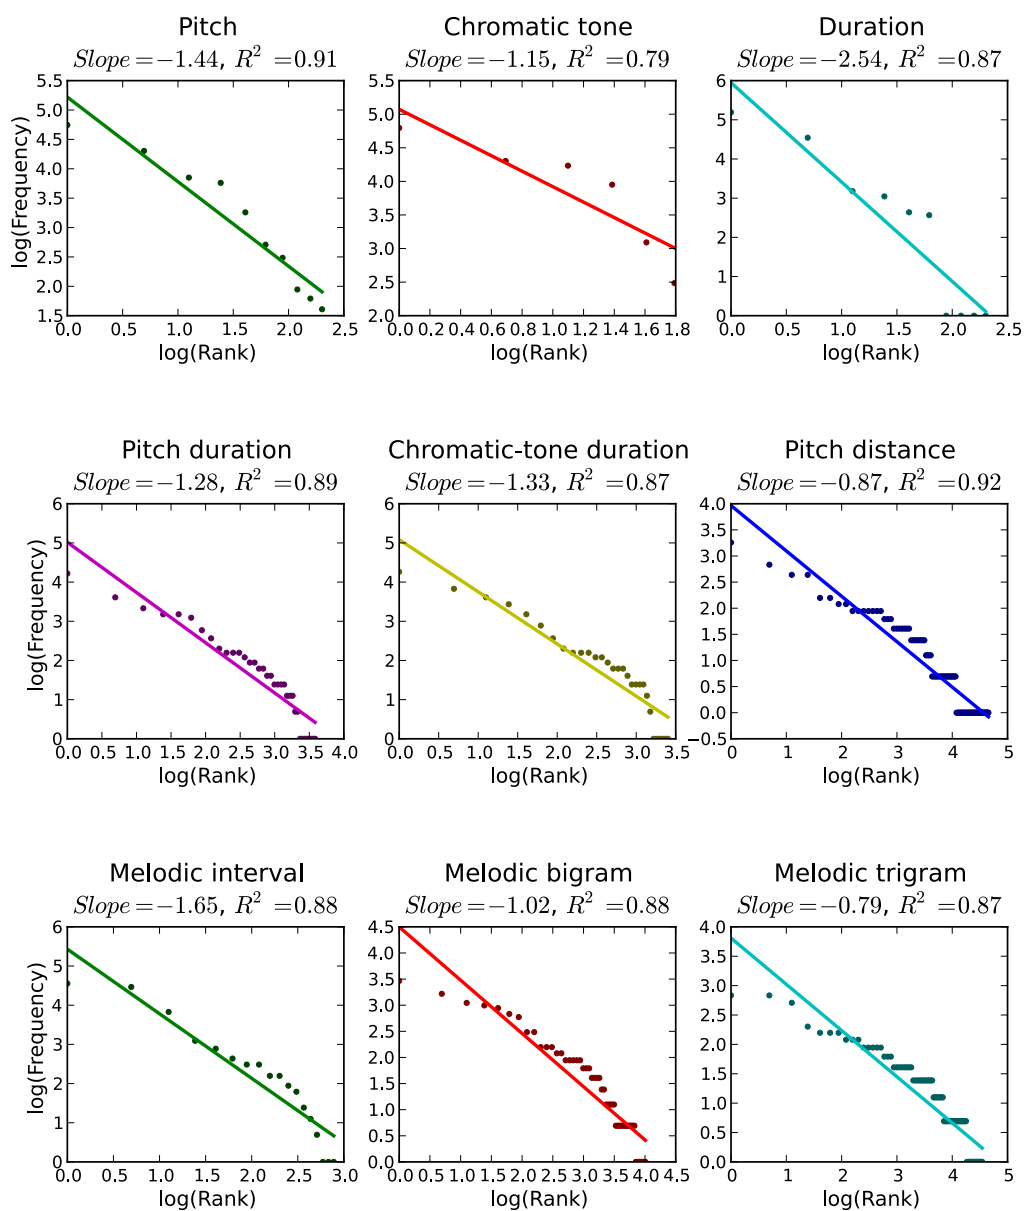 Pitch
Slope=−1.44, R² =0.91
5.5
5.0
4.5
4.0
3.5
3.0
2.5
2.0
1.5
log(Frequency)
0.0 0.5 1.0 1.5 2.0 2.5
log(Rank)
Chromatic tone
Slope=−1.15, R² =0.79
5.5
5.0
4.5
4.0
3.5
3.0
2.5
2.0
0.0 0.2 0.4 0.6 0.8 1.0 1.2 1.4 1.6 1.8
log(Rank)
Duration
Slope=−2.54, R² =0.87
6
5
4
3
2
1
0
0.0 0.5 1.0 1.5 2.0 2.5
log(Rank)
Pitch duration
Slope=−1.28, R² =0.89
6
5
4
3
2
1
0
log(Frequency)
0.0 0.5 1.0 1.5 2.0 2.5 3.0 3.5 4.0
log(Rank)
Chromatic-tone duration
Slope=−1.33, R² =0.87
6
5
4
3
2
1
0
0.0 0.5 1.0 1.5 2.0 2.5 3.0 3.5
log(Rank)
Pitch distance
Slope=−0.87, R² =0.92
4.0
3.5
3.0
2.5
2.0
1.5
1.0
0.5
0.0
−0.5
0 1 2 3 4 5
log(Rank)
Melodic interval
Slope=−1.65, R² =0.88
6
5
4
3
2
1
0
log(Frequency)
0.0 0.5 1.0 1.5 2.0 2.5 3.0
log(Rank)
Melodic bigram
Slope=−1.02, R² =0.88
4.5
4.0
3.5
3.0
2.5
2.0
1.5
1.0
0.5
0.0
0.0 0.5 1.0 1.5 2.0 2.5 3.0 3.5 4.0 4.5
log(Rank)
Melodic trigram
Slope=−0.79, R² =0.87
4.0
3.5
3.0
2.5
2.0
1.5
1.0
0.5
0.0
0 1 2 3 4 5
log(Rank)